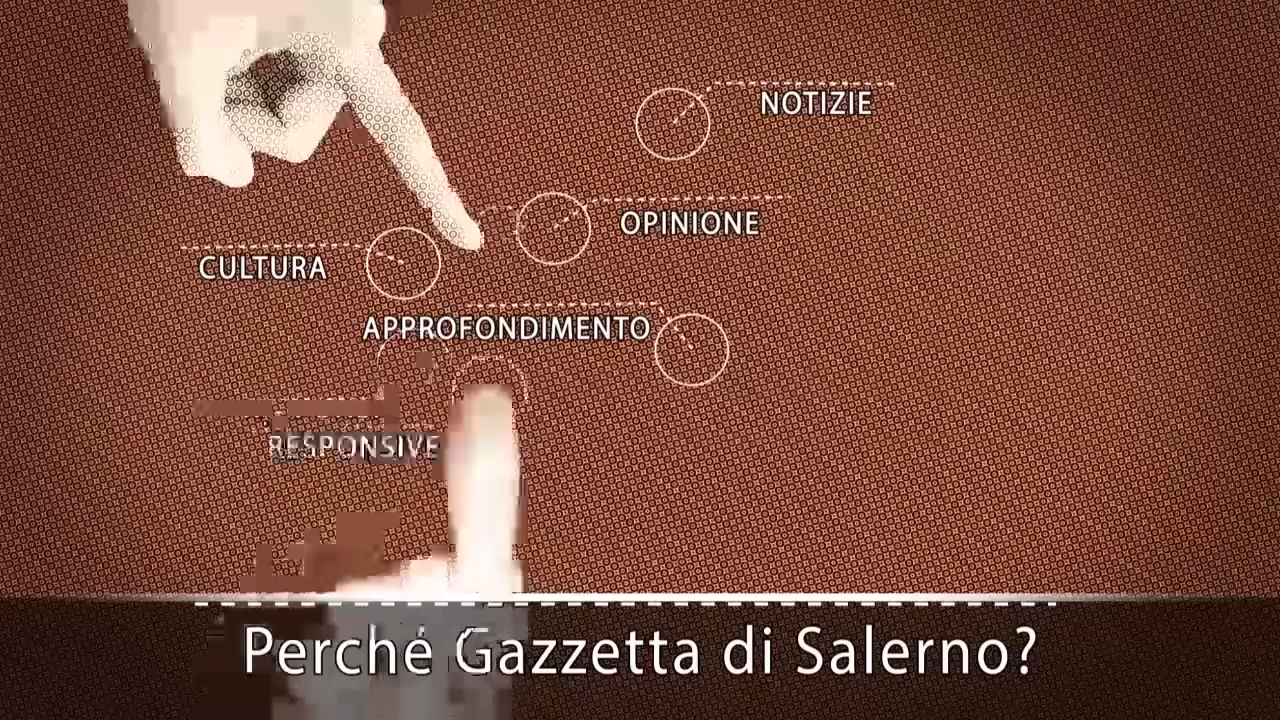 NOTIZIE
OPINIONE
CULTURA
APPROFONDIMENTO
RESPONSIVE
Perché Gazzetta di Salerno?